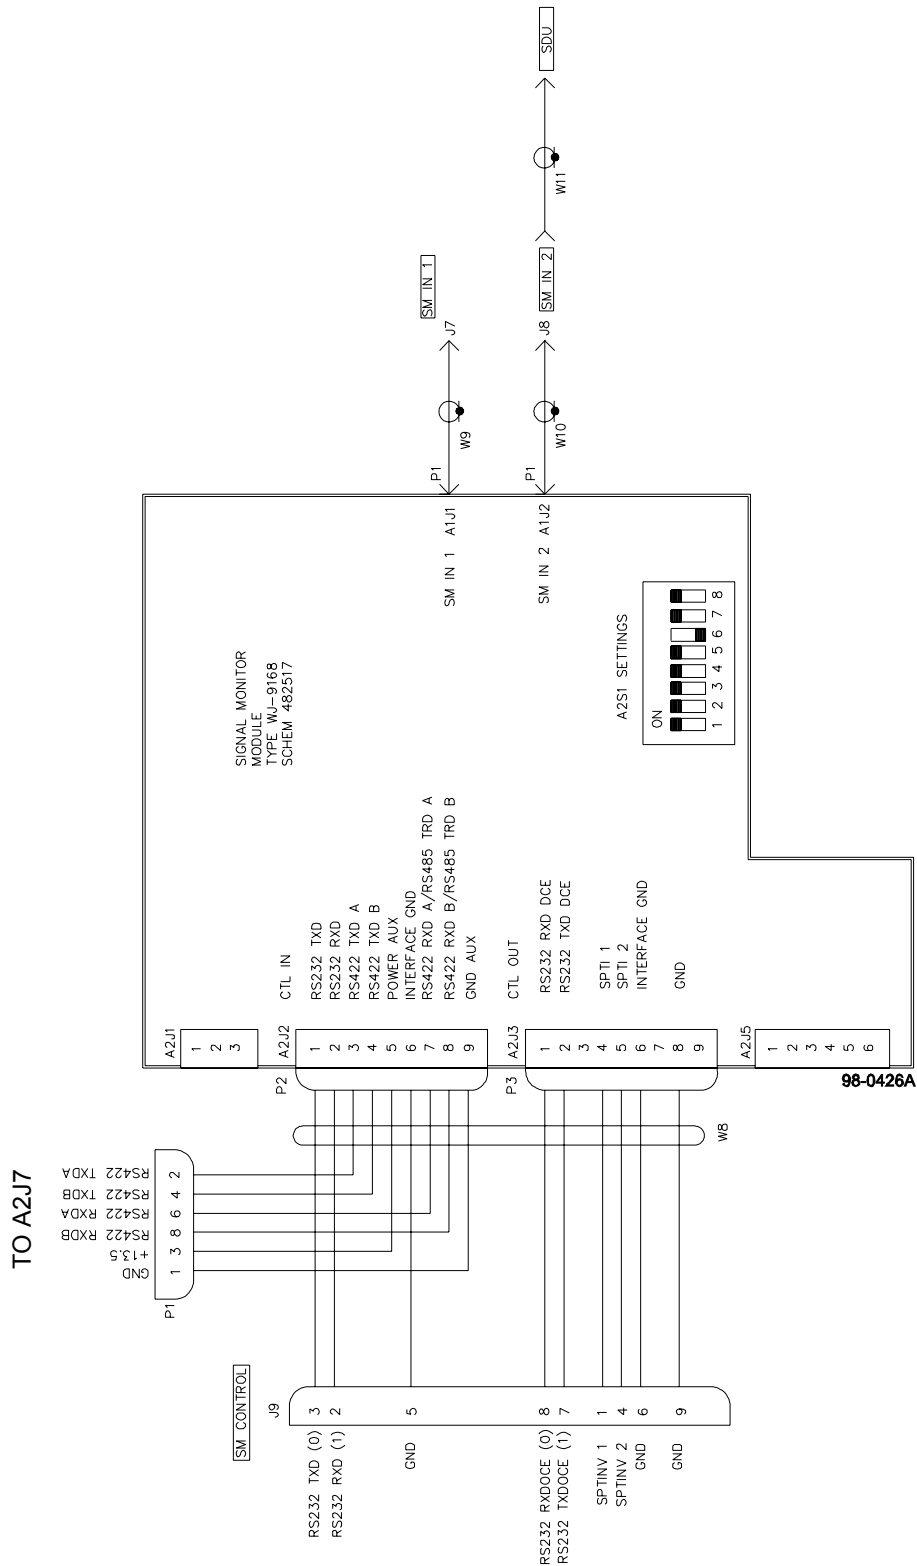 TO A2J7
P1
RS422 TXDA 2
RS422 TXDB 4
RS422 RXDA 6
RS422 RXDB 8
+13.5 3
GND 1
SM CONTROL
J9
RS232 TXD (0) 3
RS232 RXD (1) 2
GND 5
RS232 RXDOCE (0) 8
RS232 TXDOCE (1) 7
SPTINV 1 1
SPTINV 2 4
GND 6
GND 9
W8
P2
P3
A2J1
1
2
3
A2J2 CTL IN
1 RS232 TXD
2 RS232 RXD
3 RS422 TXD A
4 RS422 TXD B
5 POWER AUX
6 INTERFACE GND
7 RS422 RXD A/RS485 TRD A
8 RS422 RXD B/RS485 TRD B
9 GND AUX
A2J3 CTL OUT
1 RS232 RXD DCE
2 RS232 TXD DCE
3
4 SPTI 1
5 SPTI 2
6 INTERFACE GND
7
8 GND
9
A2J5
1
2
3
4
5
6
SIGNAL MONITOR
MODULE
TYPE WJ-9168
SCHEM 482517
A2S1 SETTINGS
ON
1 2 3 4 5 6 7 8
SM IN 1 A1J1
P1
W9
J7
SM IN 1
SM IN 2 A1J2
P1
W10
J8
SM IN 2
W11
SDU
98-0426A